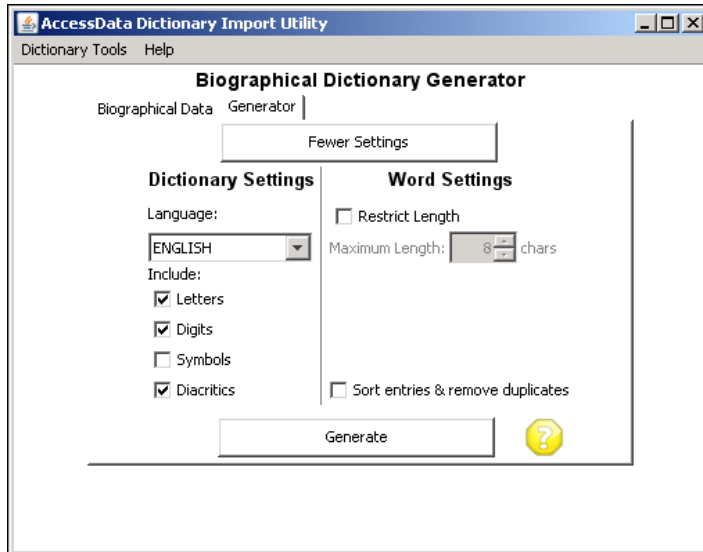 AccessData Dictionary Import Utility
Dictionary Tools Help
Biographical Dictionary Generator
Biographical Data Generator
Fewer Settings
Dictionary Settings Word Settings
Language: Restrict Length
ENGLISH Maximum Length: 8 chars
Include:
Letters
Digits
Symbols
Diacritics Sort entries & remove duplicates
Generate ?